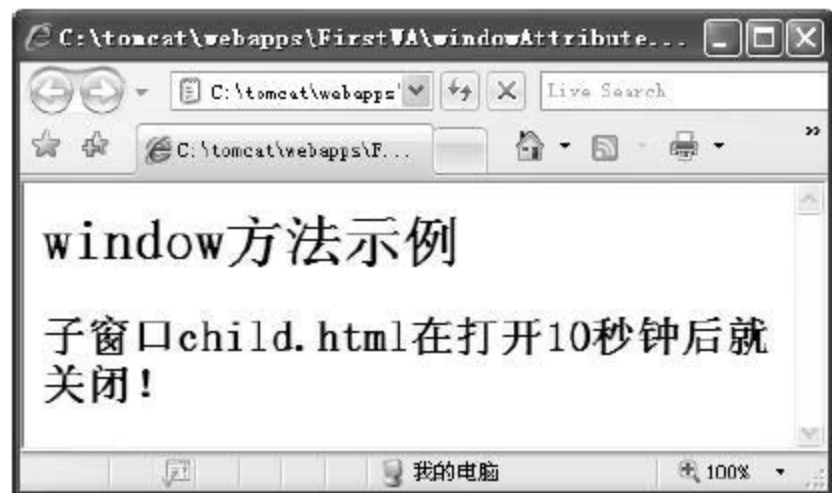 C:\tomcat\webapps\FirstWA\windowAttribute...
C:\tomcat\webapps'
Live Search
C:\tomcat\webapps\F...
»
window方法示例
子窗口child.html在打开10秒钟后就
关闭！
我的电脑
100%